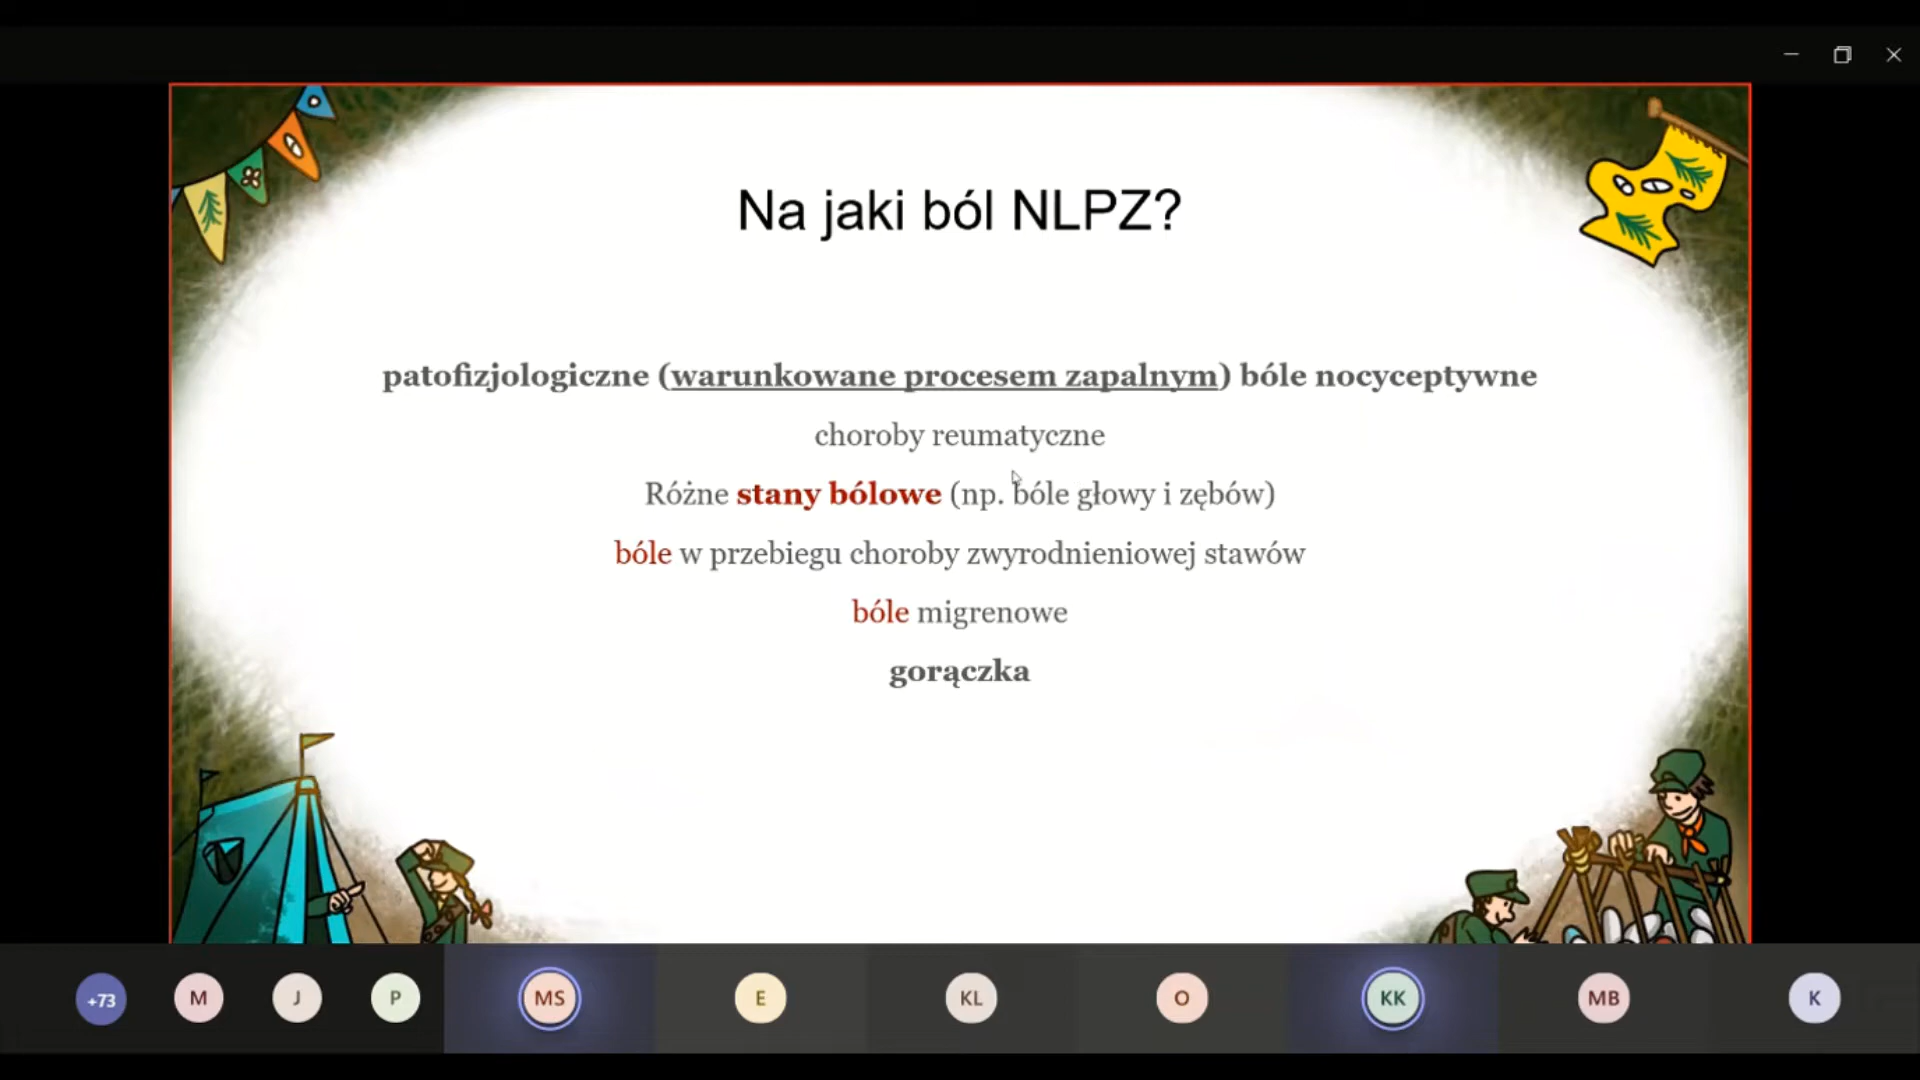 Na jaki ból NLPZ?
patofizjologiczne (warunkowane procesem zapalnym) bóle nocyceptywne
choroby reumatyczne
Różne stany bólowe (np. bóle głowy i zębów)
bóle w przebiegu choroby zwyrodnieniowej stawów
bóle migrenowe
gorączka
+73 M J P MS E KL O KK MB K